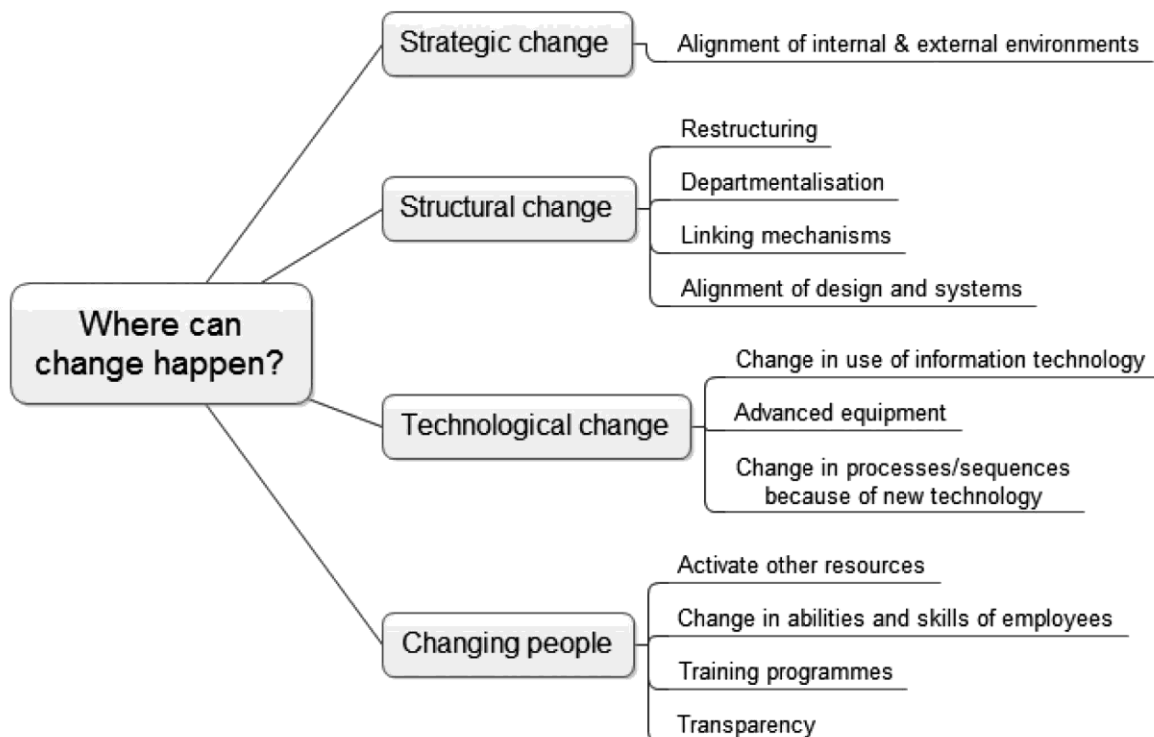 Where can
change happen?
Strategic change
Alignment of internal & external environments
Structural change
Restructuring
Departmentalisation
Linking mechanisms
Alignment of design and systems
Technological change
Change in use of information technology
Advanced equipment
Change in processes/sequences
because of new technology
Changing people
Activate other resources
Change in abilities and skills of employees
Training programmes
Transparency